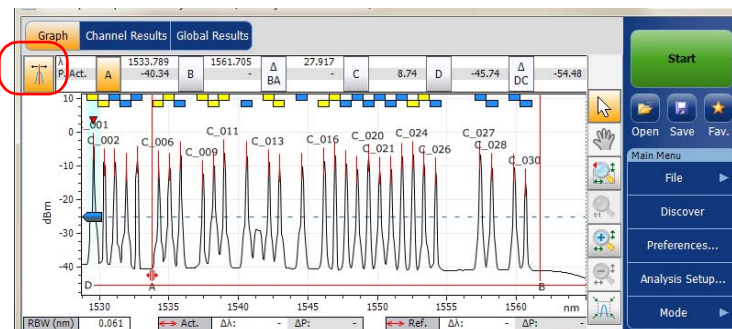 Graph Channel Results Global Results
λ 1533.789 1561.705 27.917
P. Act. A -40.34 B - Δ BA - C 8.74 D -45.74 Δ DC -54.48
Start
Open Save Fav.
Main Menu
File
Discover
Preferences...
Analysis Setup...
Mode
10
0
-10
-20
-30
-40
dBm
_001
C_002
C_006
C_009
C_011
C_013
C_016
C_020
C_021
C_024
C_026
C_027
C_028
C_030
D
A
B
1:1
1530 1535 1540 1545 1550 1555 1560 nm
RBW (nm) 0.061 Act. Δλ: - ΔP: - Ref. Δλ: - ΔP: -